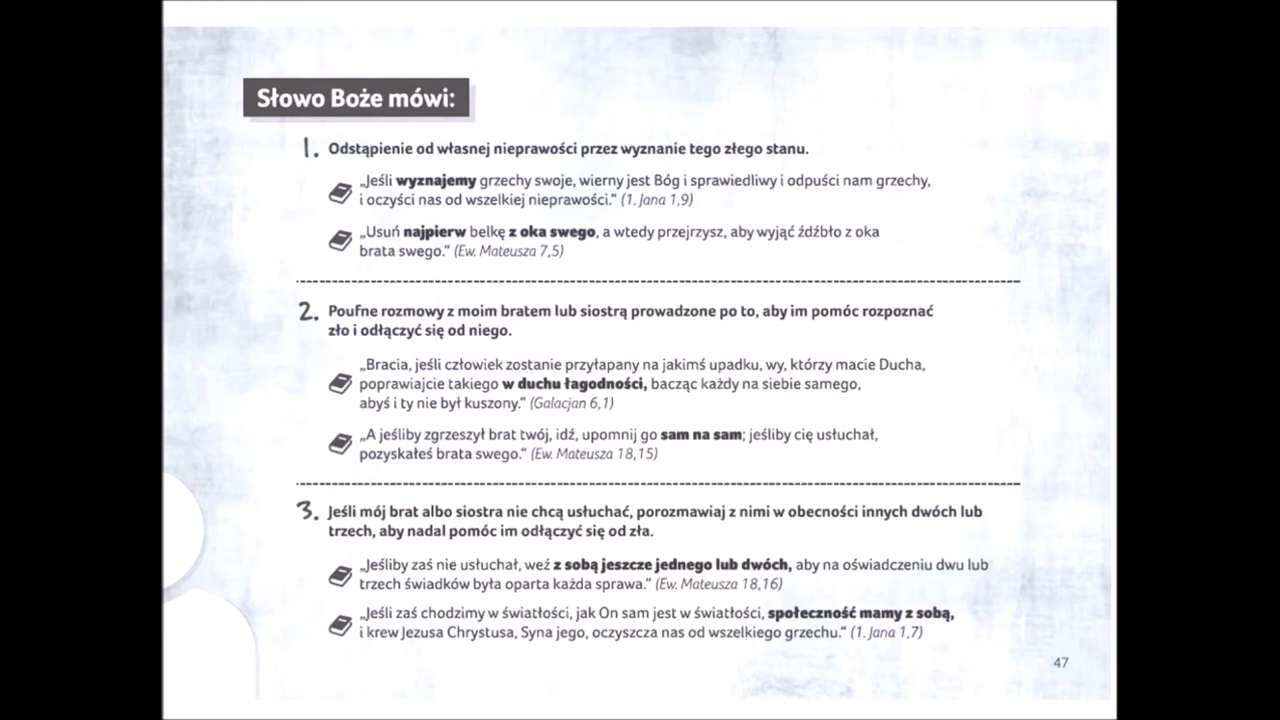 Słowo Boże mówi:
1. Odstąpienie od własnej nieprawości przez wyznanie tego złego stanu.
„Jeśli wyznajemy grzechy swoje, wierny jest Bóg i sprawiedliwy i odpuści nam grzechy,
i oczyści nas od wszelkiej nieprawości.“ (1. Jana 1,9)
„Usuń najpierw belkę z oka swego, a wtedy przejrzysz, aby wyjąć źdźbło z oka
brata swego.“ (Ew. Mateusza 7,5)
2. Poufne rozmowy z moim bratem lub siostrą prowadzone po to, aby im pomóc rozpoznać
zło i odłączyć się od niego.
„Bracia, jeśli człowiek zostanie przyłapany na jakimś upadku, wy, którzy macie Ducha,
poprawiajcie takiego w duchu łagodności, bacząc każdy na siebie samego,
abyś i ty nie był kuszony.“ (Galacjan 6,1)
„A jeśliby zgrzeszył brat twój, idź, upomnij go sam na sam; jeśliby cię usłuchał,
pozyskałeś brata swego.“ (Ew. Mateusza 18,15)
3. Jeśli mój brat albo siostra nie chcą usłuchać, porozmawiaj z nimi w obecności innych dwóch lub
trzech, aby nadal pomóc im odłączyć się od zła.
„Jeśliby zaś nie usłuchał, weź z sobą jeszcze jednego lub dwóch, aby na oświadczeniu dwu lub
trzech świadków była oparta każda sprawa.“ (Ew. Mateusza 18,16)
„Jeśli zaś chodzimy w światłości, jak On sam jest w światłości, społeczność mamy z sobą,
i krew Jezusa Chrystusa, Syna jego, oczyszcza nas od wszelkiego grzechu.“ (1. Jana 1,7)
47